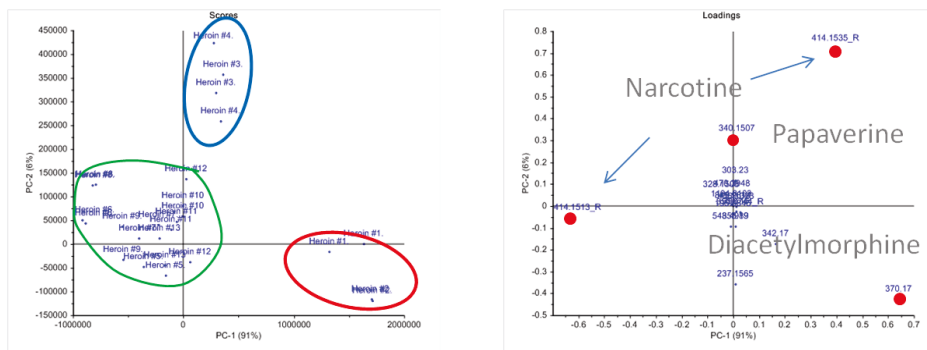 Scores
450000
400000
350000
300000
250000
200000
150000
100000
50000
0
-50000
-100000
-150000
-1000000
0
1000000
2000000
PC-2 (6%)
PC-1 (91%)
Heroin #4.
Heroin #3.
Heroin #3.
Heroin #4.
Heroin #12
Heroin #8.
Heroin #10
Heroin #10
Heroin #6.
Heroin #9.
Heroin #11
Heroin #11
Heroin #9.
Heroin #12
Heroin #5.
Heroin #5.
Heroin #1.
Heroin #1
Heroin #2.
Loadings
0.8
0.7
0.6
0.5
0.4
0.3
0.2
0.1
0
-0.1
-0.2
-0.3
-0.4
-0.5
-0.7
-0.6
-0.5
-0.4
-0.3
-0.2
-0.1
0
0.1
0.2
0.3
0.4
0.5
0.6
0.7
PC-2 (6%)
PC-1 (91%)
414.1535_R
Narcotine
340.1507
Papaverine
303.23
414.1513_R
342.17
Diacetylmorphine
237.1565
370.17